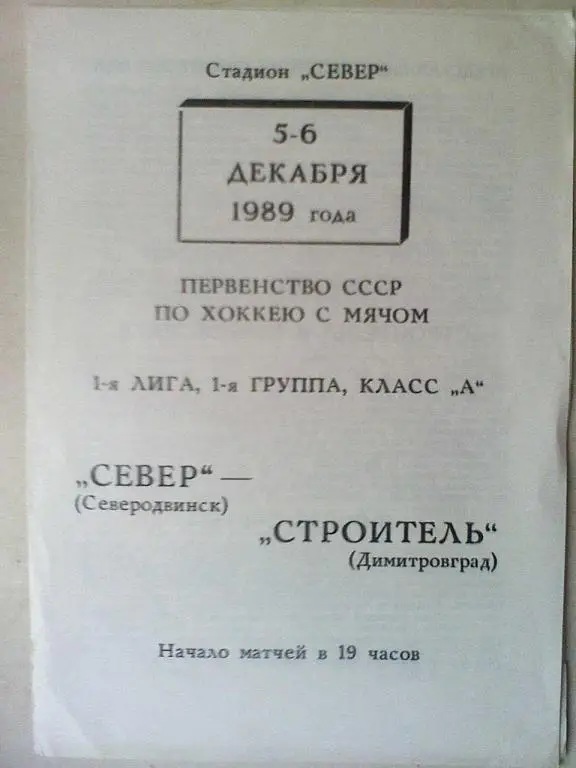 Стадион „СЕВЕР“
5-6
ДЕКАБРЯ
1989 года
ПЕРВЕНСТВО СССР
ПО ХОККЕЮ С МЯЧОМ
1-я ЛИГА, 1-я ГРУППА, КЛАСС „А“
„СЕВЕР“ —
(Северодвинск)
„СТРОИТЕЛЬ“
(Димитровград)
Начало матчей в 19 часов